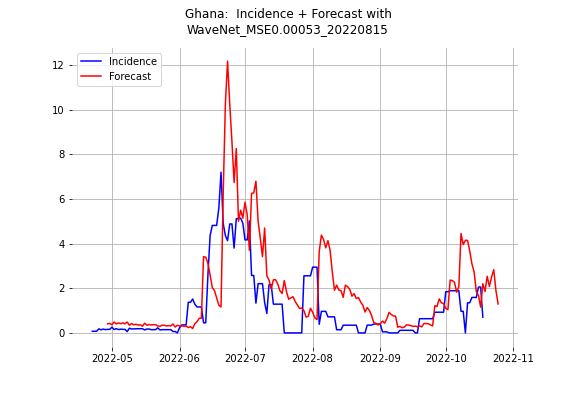 Ghana:  Incidence + Forecast with
WaveNet_MSE0.00053_20220815
Incidence
Forecast
12
10
8
6
4
2
0
2022-05 2022-06 2022-07 2022-08 2022-09 2022-10 2022-11